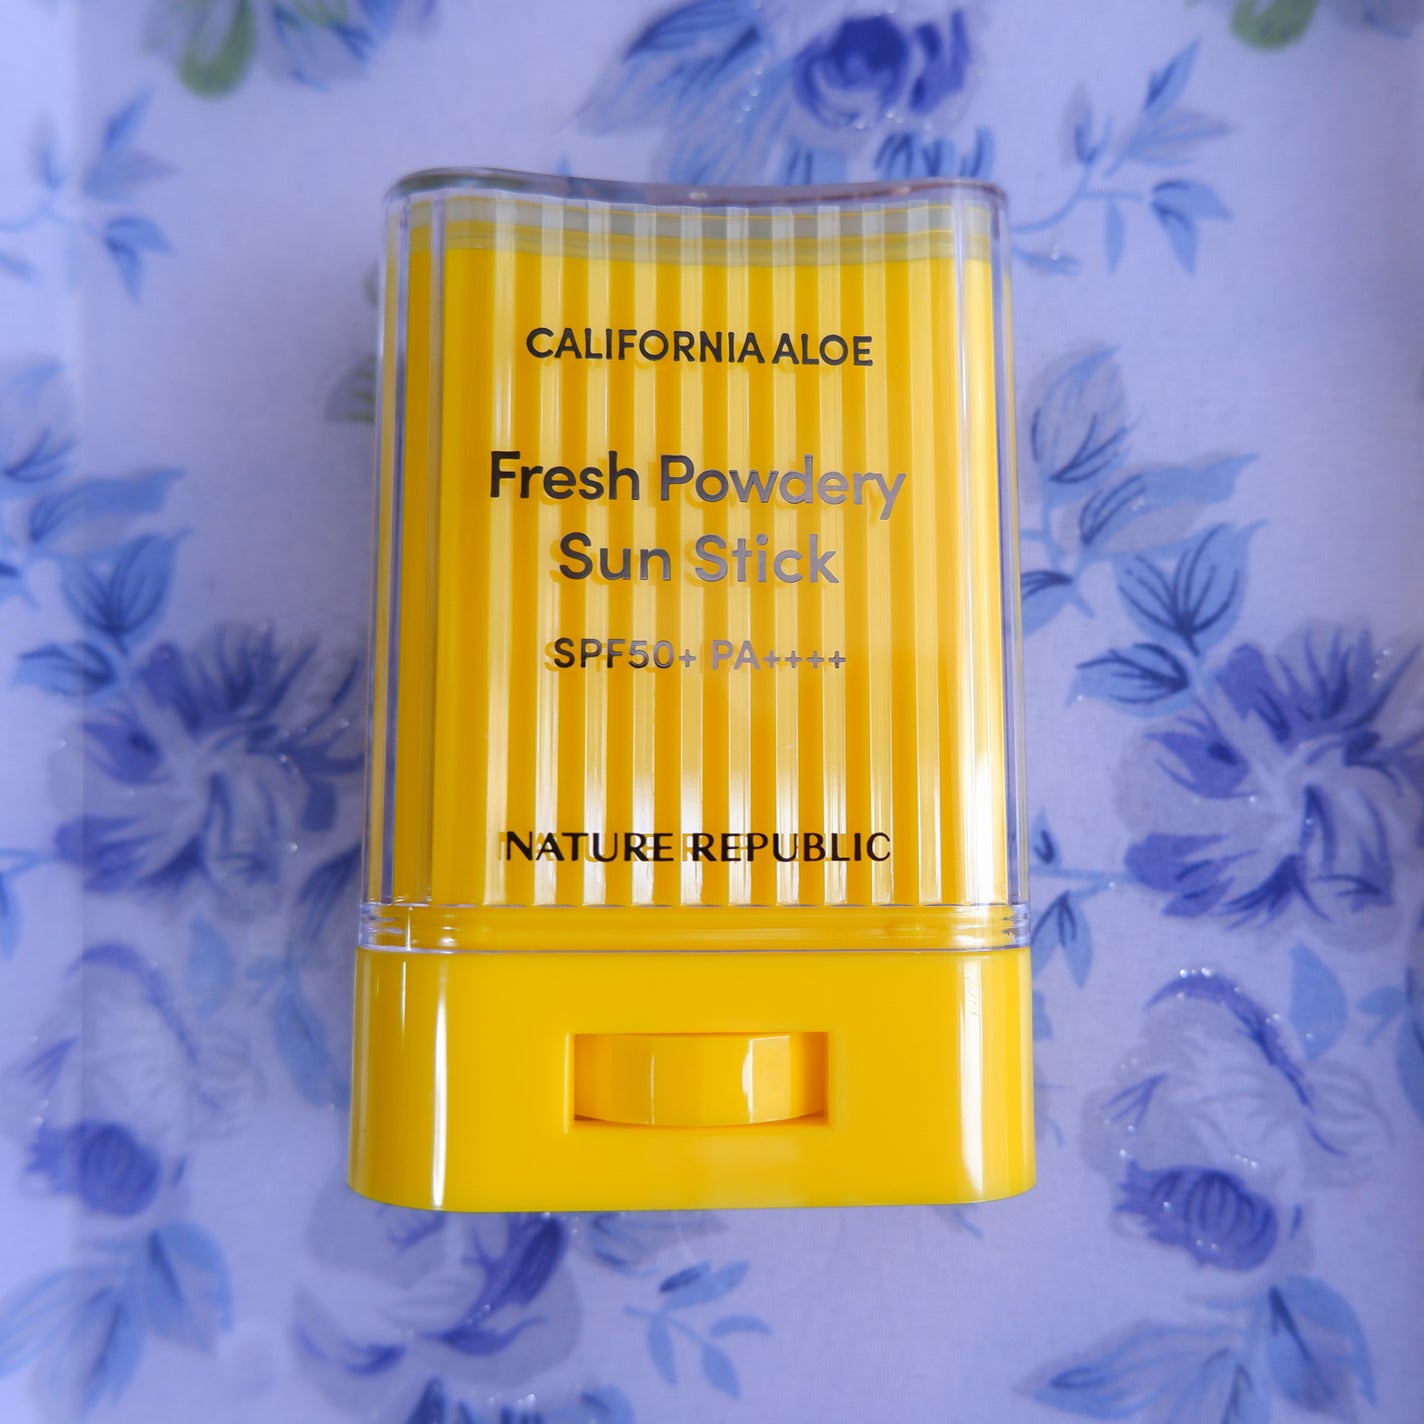 CALIFORNIA ALOE
Fresh Powdery
Sun Stick
SPF50+ PA++++
NATURE REPUBLIC